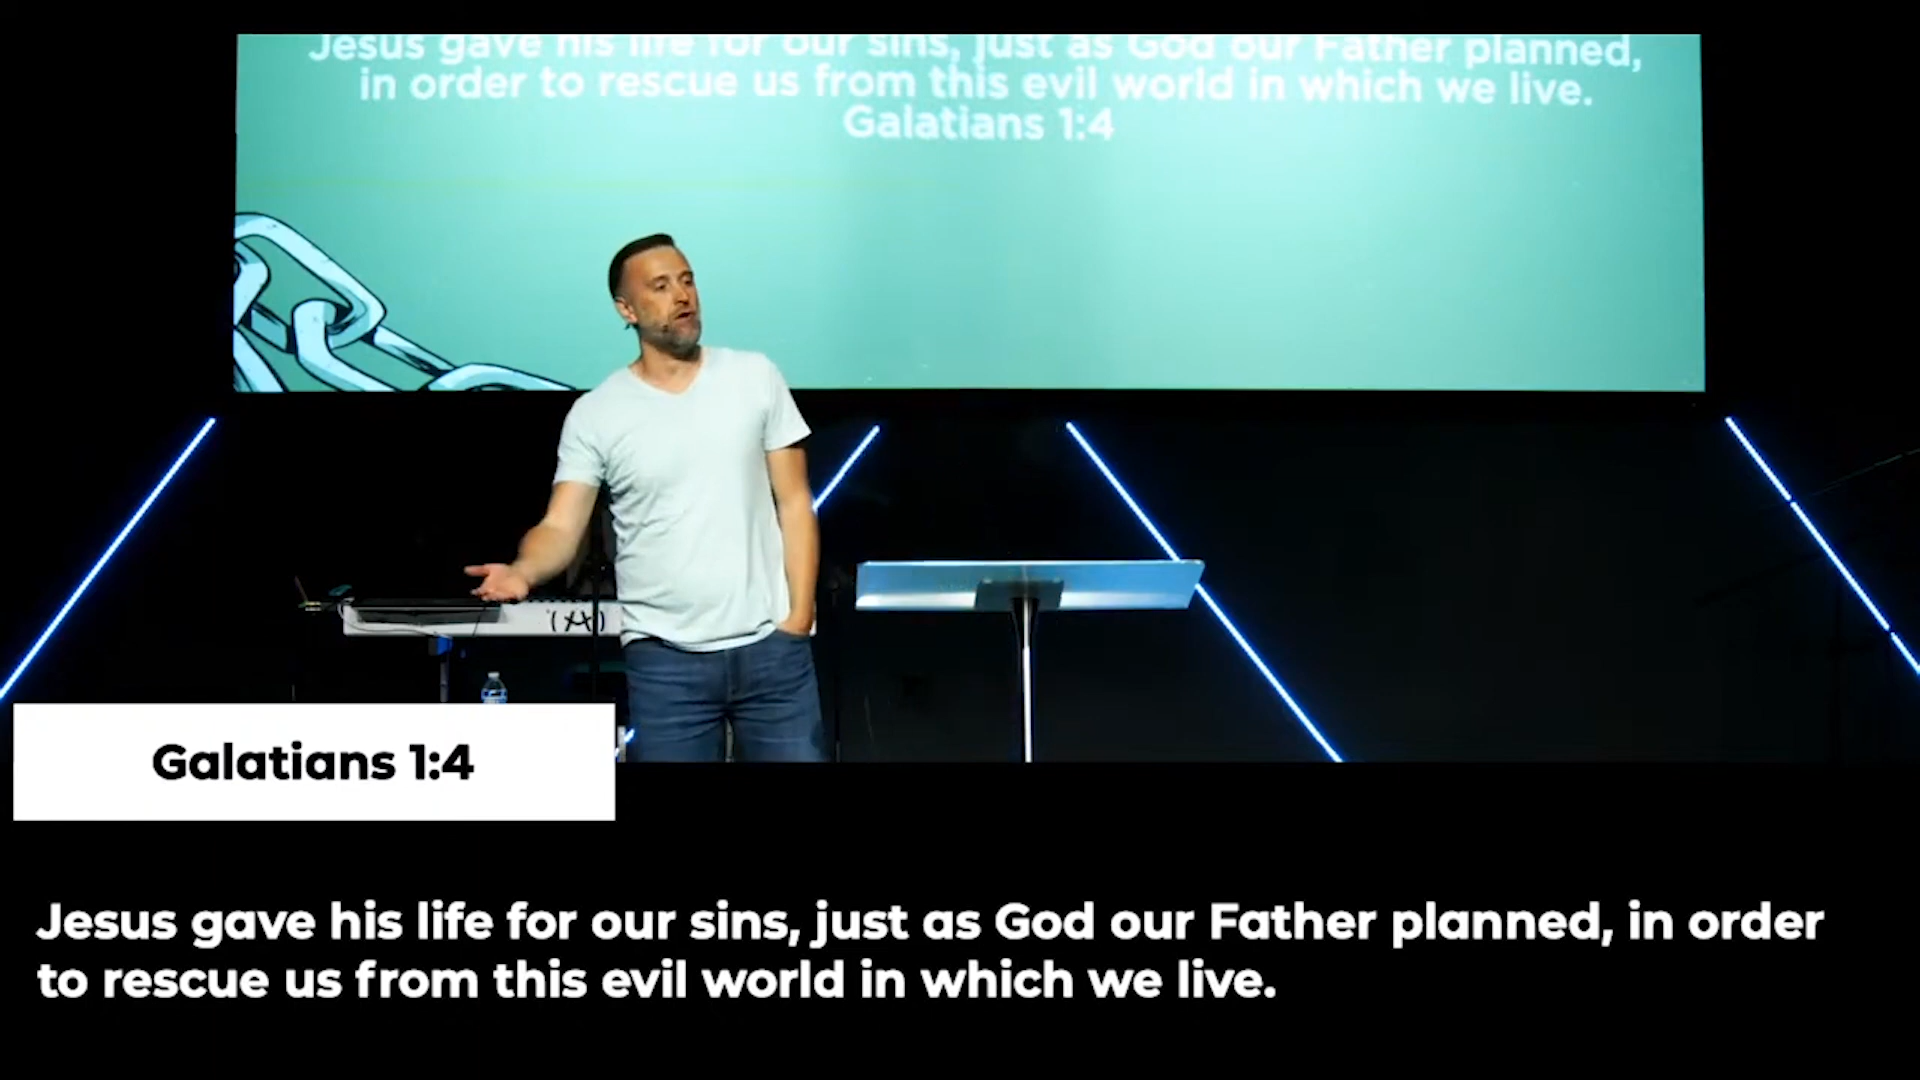 Jesus gave his life for our sins, just as God our Father planned,
in order to rescue us from this evil world in which we live.
Galatians 1:4
Galatians 1:4
Jesus gave his life for our sins, just as God our Father planned, in order
to rescue us from this evil world in which we live.